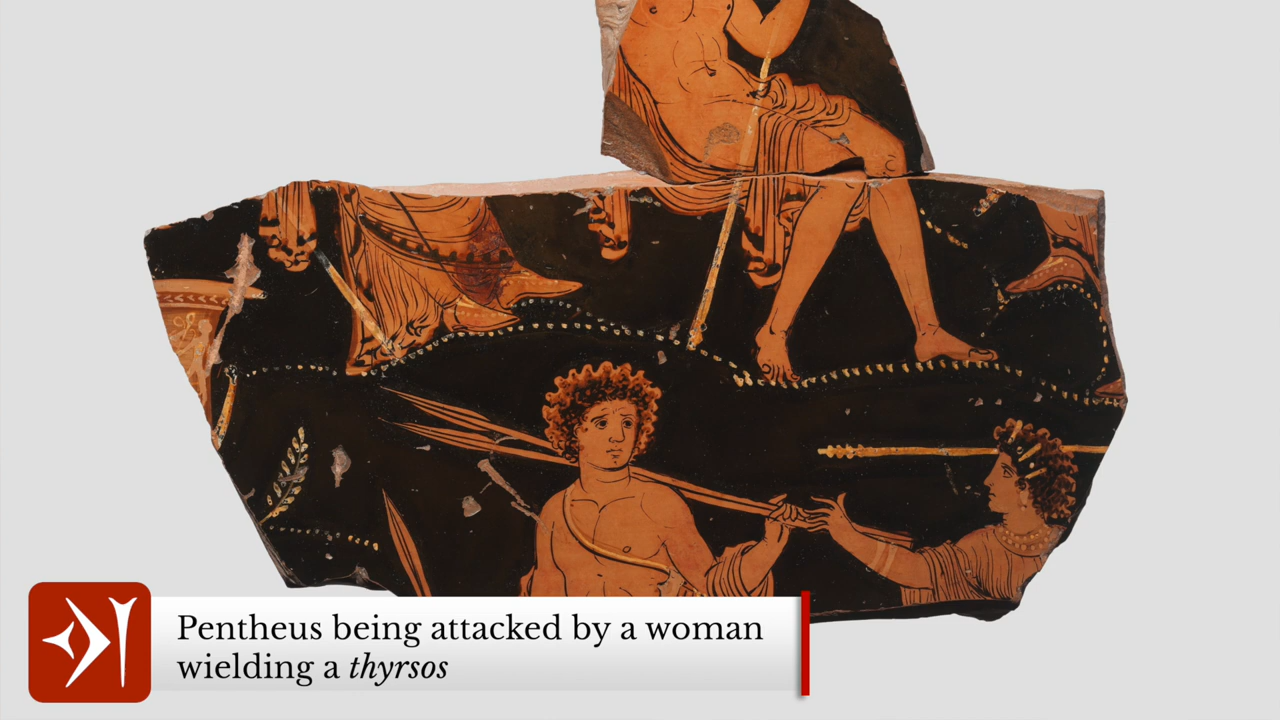 Pentheus being attacked by a woman
wielding a thyrsos